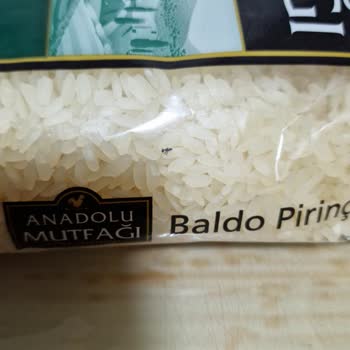 ANADOLU
MUTFAĞI
Baldo Pirinç